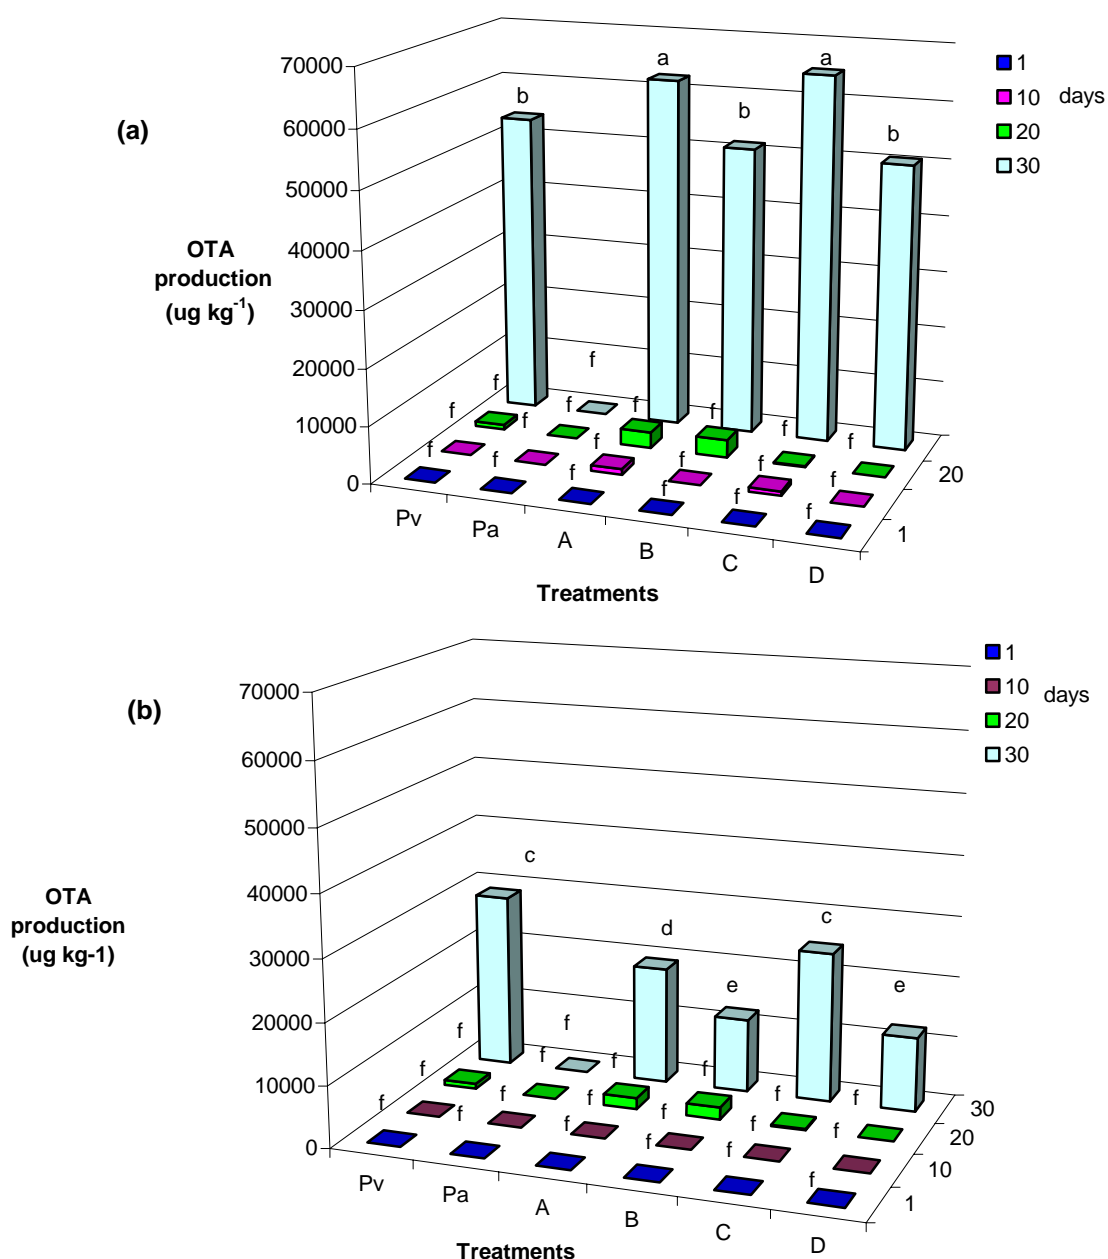 (a)
OTA
production
(ug kg-1)
70000
60000
50000
40000
30000
20000
10000
0
b
a
b
a
b
f
f
f f f f f f
f f f f f f
f f f f f f
Pv Pa A B C D
1
20
Treatments
1
10 days
20
30
(b)
OTA
production
(ug kg-1)
70000
60000
50000
40000
30000
20000
10000
0
c
d
e
c
e
f
f
f f f f f
f f f f f f
f f f f f f
Pv Pa A B C D
1
10
20
30
Treatments
1
10 days
20
30